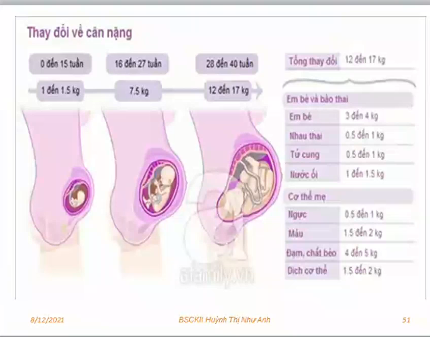 Thay đổi về cân nặng
0 đến 15 tuần
16 đến 27 tuần
28 đến 40 tuần
1 đến 1.5 kg
7.5 kg
12 đến 17 kg
Tổng thay đổi 12 đến 17 kg
Em bé và bào thai
Em bé 3 đến 4 kg
Nhau thai 0.5 đến 1 kg
Tử cung 0.5 đến 1 kg
Nước ối 1 đến 1.5 kg
Cơ thể mẹ
Ngực 0.5 đến 1 kg
Máu 1.5 đến 2 kg
Đạm, chất béo 4 đến 5 kg
Dịch cơ thể 1.5 đến 2 kg
afamily.vn
8/12/2021
BSCKII Huỳnh Thị Như Anh
51